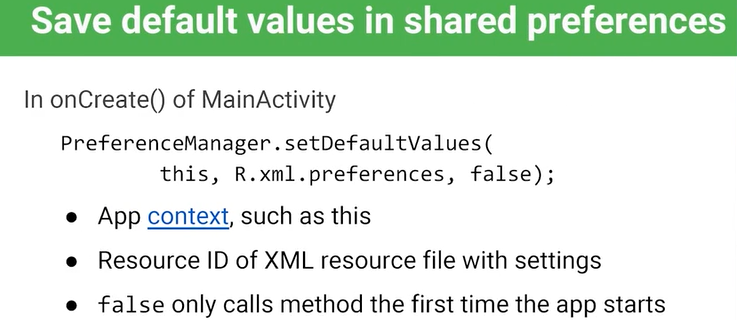 Save default values in shared preferences
In onCreate() of MainActivity
PreferenceManager.setDefaultValues(
this, R.xml.preferences, false);
● App context, such as this
● Resource ID of XML resource file with settings
● false only calls method the first time the app starts